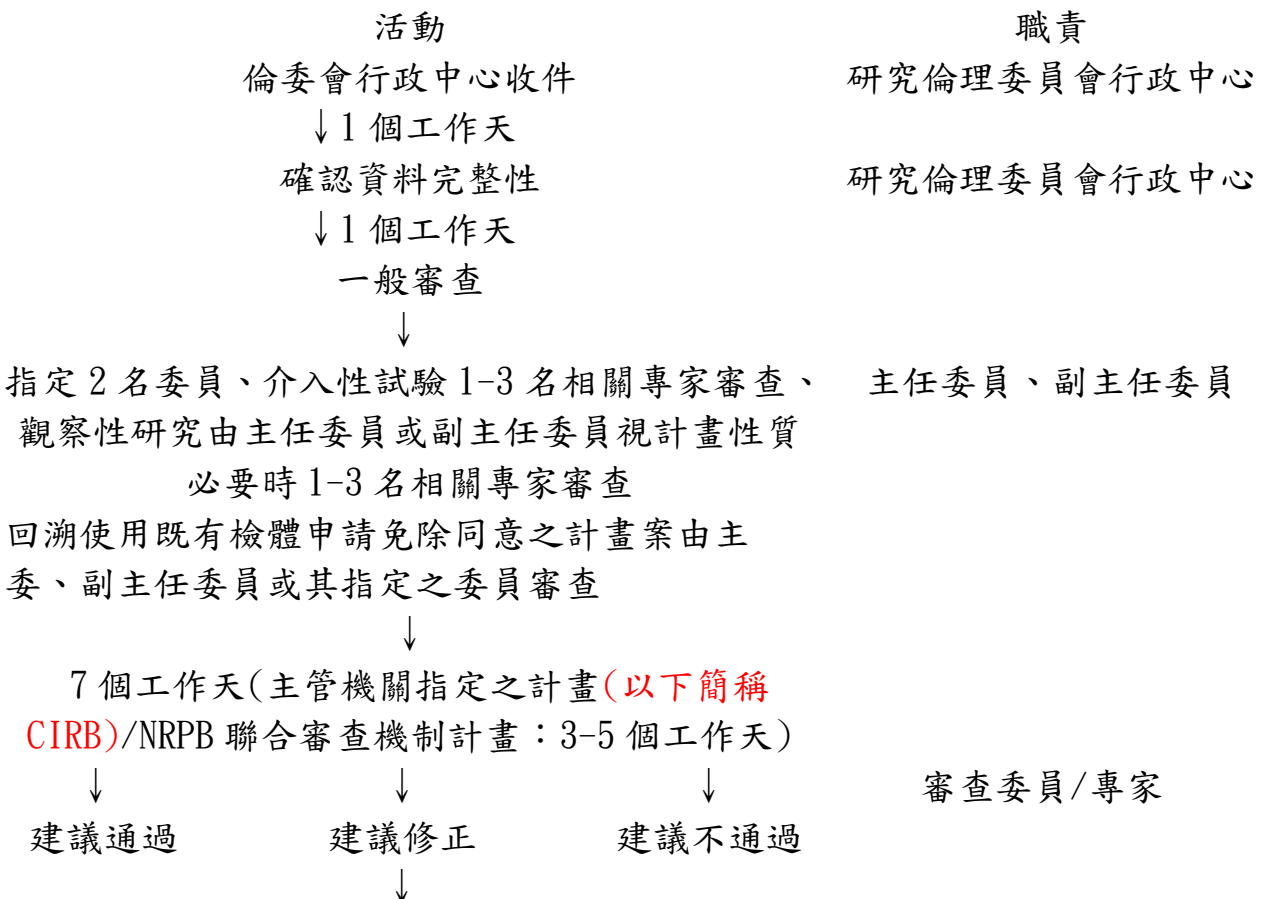 活動 職責
倫委會行政中心收件 研究倫理委員會行政中心
↓1 個工作天
確認資料完整性 研究倫理委員會行政中心
↓1 個工作天
一般審查
↓
指定 2 名委員、介入性試驗 1-3 名相關專家審查、 主任委員、副主任委員
觀察性研究由主任委員或副主任委員視計畫性質
必要時 1-3 名相關專家審查
回溯使用既有檢體申請免除同意之計畫案由主
委、副主任委員或其指定之委員審查
↓
7 個工作天(主管機關指定之計畫(以下簡稱
CIRB)/NRPB 聯合審查機制計畫：3-5 個工作天)
↓ ↓ ↓ 審查委員/專家
建議通過 建議修正 建議不通過
↓